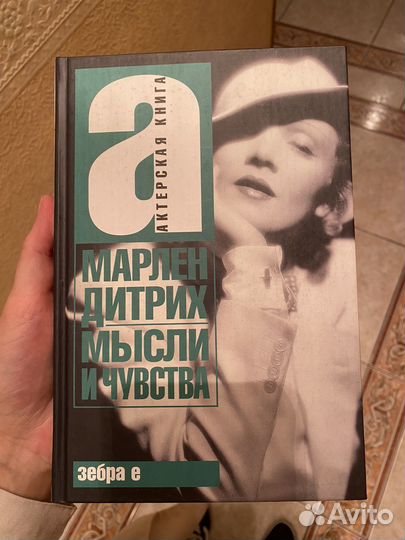 а
АКТЕРСКАЯ КНИГА
МАРЛЕН
ДИТРИХ
МЫСЛИ
И ЧУВСТВА
зебра е
Avito